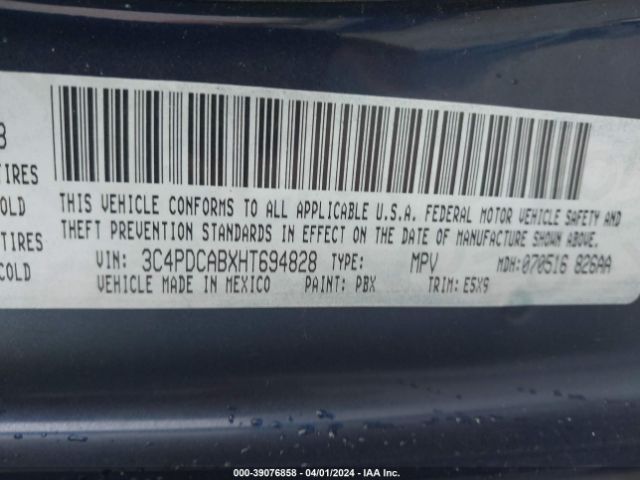 8
TIRES
COLD
TIRES
COLD
THIS VEHICLE CONFORMS TO ALL APPLICABLE U.S.A. FEDERAL MOTOR VEHICLE SAFETY AND
THEFT PREVENTION STANDARDS IN EFFECT ON THE DATE OF MANUFACTURE SHOWN ABOVE.
VIN: 3C4PDCABXHT694828 TYPE: MPV MDH: 070516 826AA
VEHICLE MADE IN MEXICO PAINT: PBX TRIM: E5X9
000-39076858 - 04/01/2024 - IAA Inc.